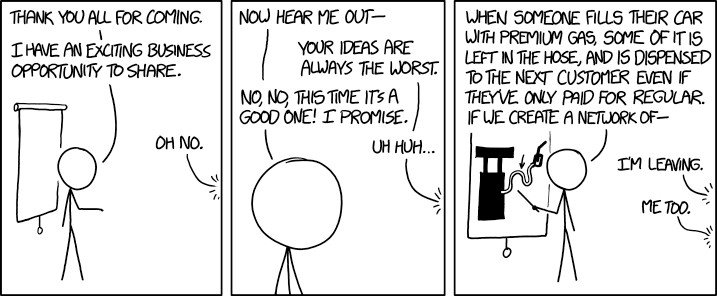 THANK YOU ALL FOR COMING.
I HAVE AN EXCITING BUSINESS
OPPORTUNITY TO SHARE.
OH NO.
NOW HEAR ME OUT—
YOUR IDEAS ARE
ALWAYS THE WORST.
NO, NO, THIS TIME IT'S A
GOOD ONE! I PROMISE.
UH HUH...
WHEN SOMEONE FILLS THEIR CAR
WITH PREMIUM GAS, SOME OF IT IS
LEFT IN THE HOSE, AND IS DISPENSED
TO THE NEXT CUSTOMER EVEN IF
THEY'VE ONLY PAID FOR REGULAR.
IF WE CREATE A NETWORK OF—
I'M LEAVING.
ME TOO.